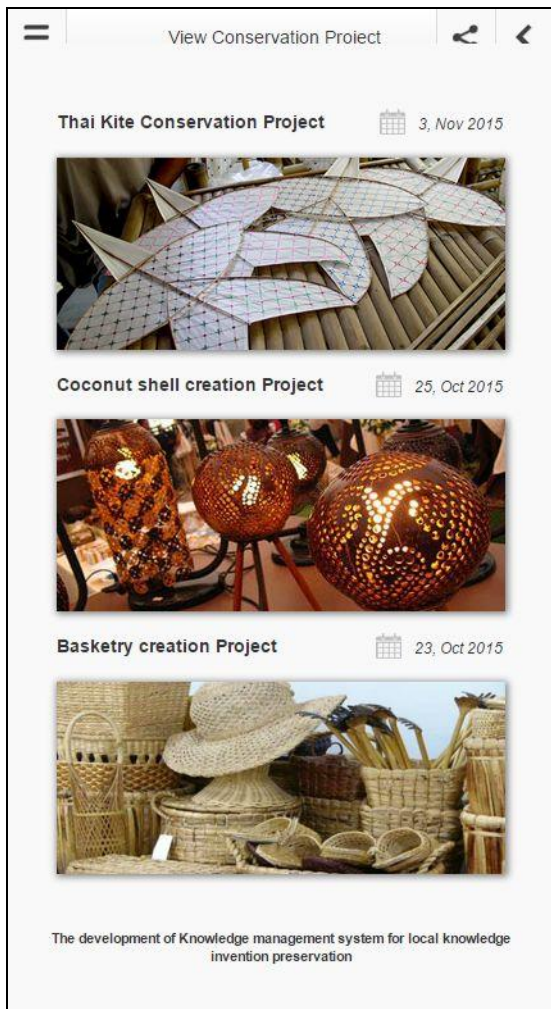 View Conservation Project
Thai Kite Conservation Project
3, Nov 2015
Coconut shell creation Project
25, Oct 2015
Basketry creation Project
23, Oct 2015
The development of Knowledge management system for local knowledge
invention preservation